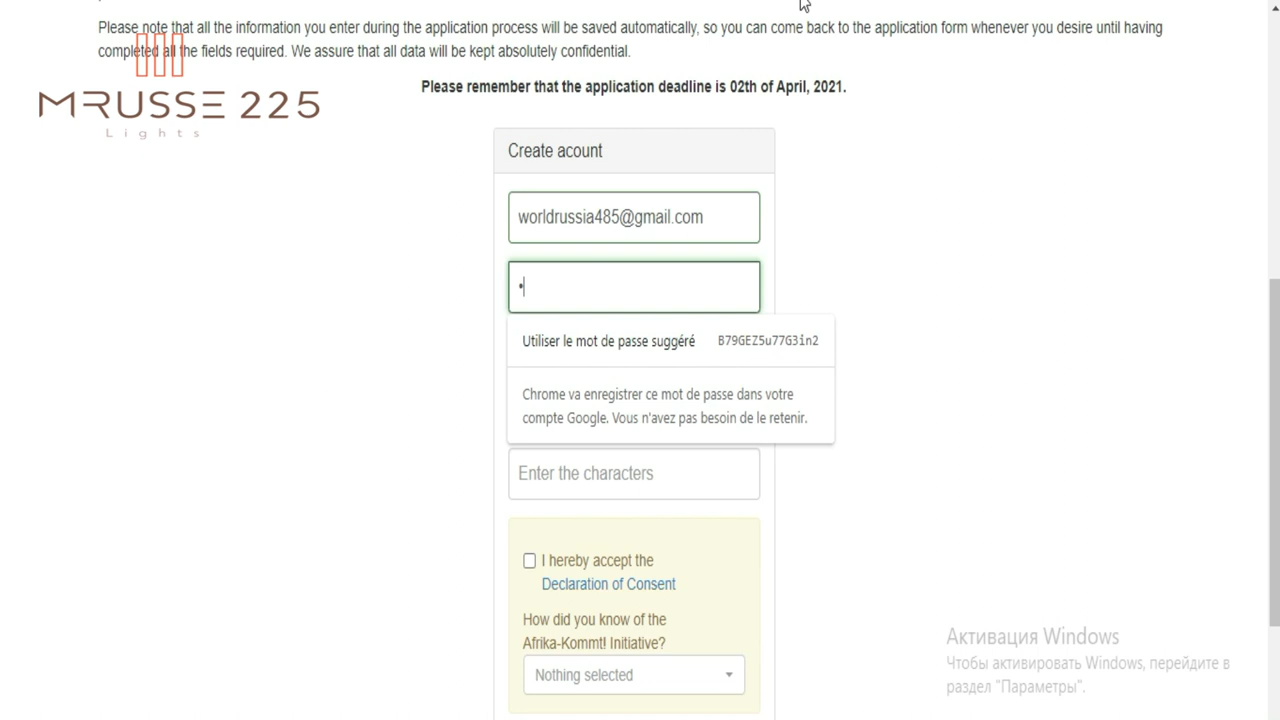 Please note that all the information you enter during the application process will be saved automatically, so you can come back to the application form whenever you desire until having
completed all the fields required. We assure that all data will be kept absolutely confidential.
MRUSSE 225
Lights
Please remember that the application deadline is 02th of April, 2021.
Create acount
worldrussia485@gmail.com
•
Utiliser le mot de passe suggéré B79GEZ5u77G3in2
Chrome va enregistrer ce mot de passe dans votre
compte Google. Vous n'avez pas besoin de le retenir.
Enter the characters
I hereby accept the
Declaration of Consent
How did you know of the
Afrika-Kommt! Initiative?
Nothing selected
Активация Windows
Чтобы активировать Windows, перейдите в
раздел "Параметры".